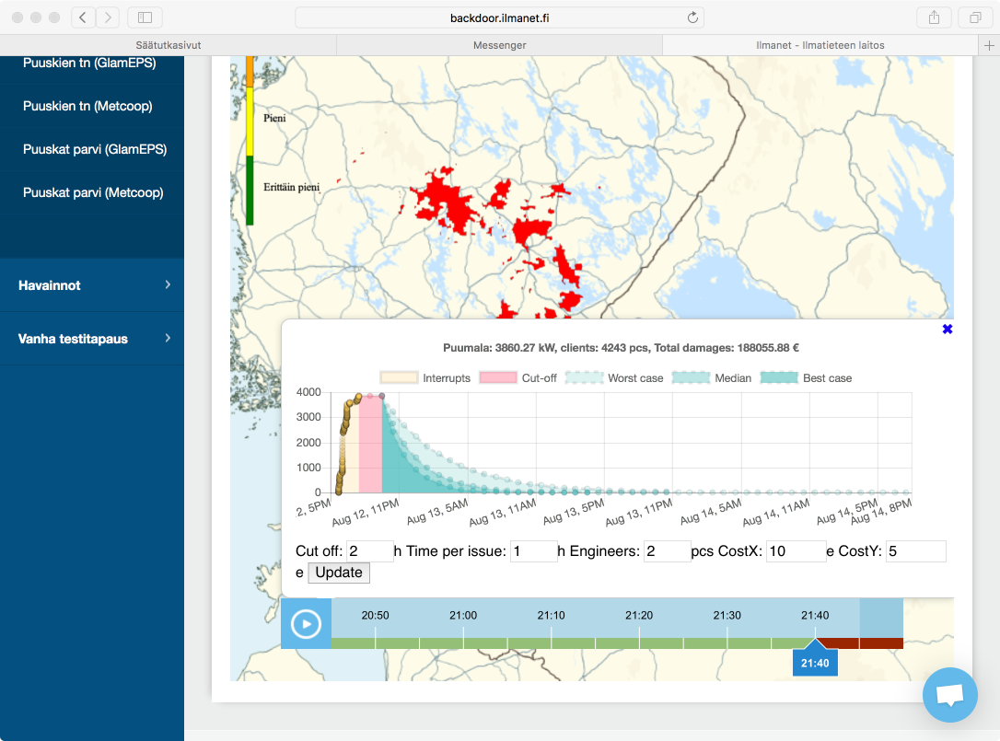 backdoor.ilmanet.fi
Säätutkasivut
Messenger
Ilmanet - Ilmatieteen laitos
Puuskien tn (GlamEPS)
Puuskien tn (Metcoop)
Puuskat parvi (GlamEPS)
Puuskat parvi (Metcoop)
Havainnot
Vanha testitapaus
Pieni
Erittäin pieni
Puumala: 3860.27 kW, clients: 4243 pcs, Total damages: 188055.88 €
Interrupts Cut-off Worst case Median Best case
4000
3000
2000
1000
0
2, 5PM Aug 12, 11PM Aug 13, 5AM Aug 13, 11AM Aug 13, 5PM Aug 13, 11PM Aug 14, 5AM Aug 14, 11AM Aug 14, 5PM Aug 14, 8PM
Cut off: 2 h Time per issue: 1 h Engineers: 2 pcs CostX: 10 e CostY: 5
e Update
20:50 21:00 21:10 21:20 21:30 21:40
21:40